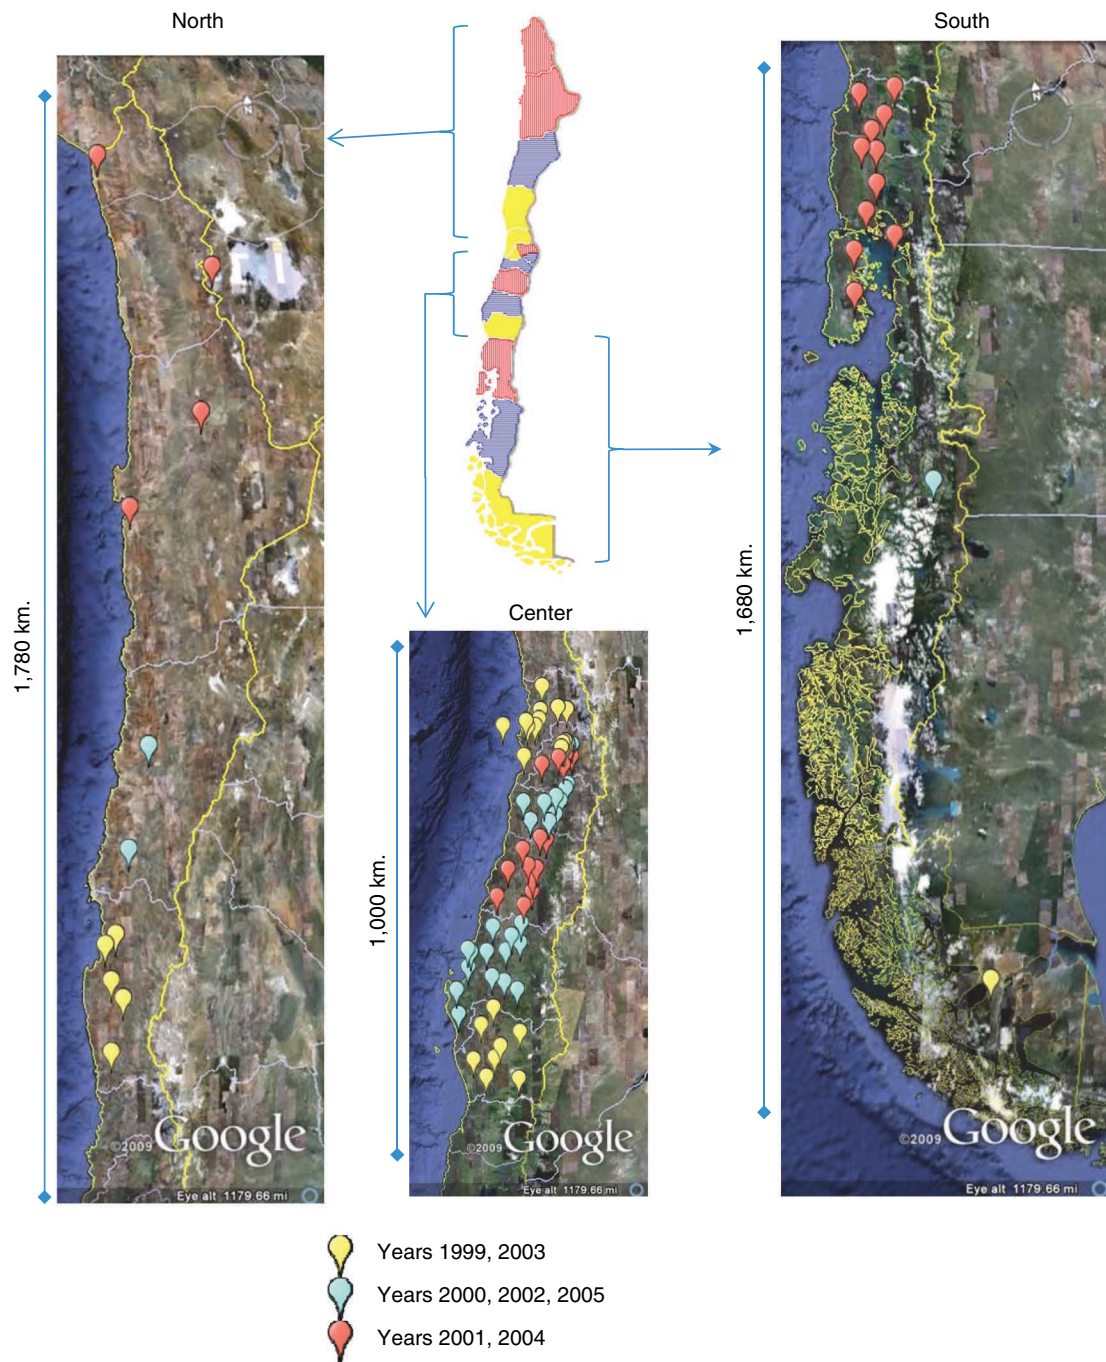 North
South
N
N
1,780 km.
1,680 km.
Center
1,000 km.
©2009 Google
Eye alt 1179.66 mi
©2009 Google
Eye alt 1179.66 mi
©2009 Google
Eye alt 1179.66 mi
Years 1999, 2003
Years 2000, 2002, 2005
Years 2001, 2004